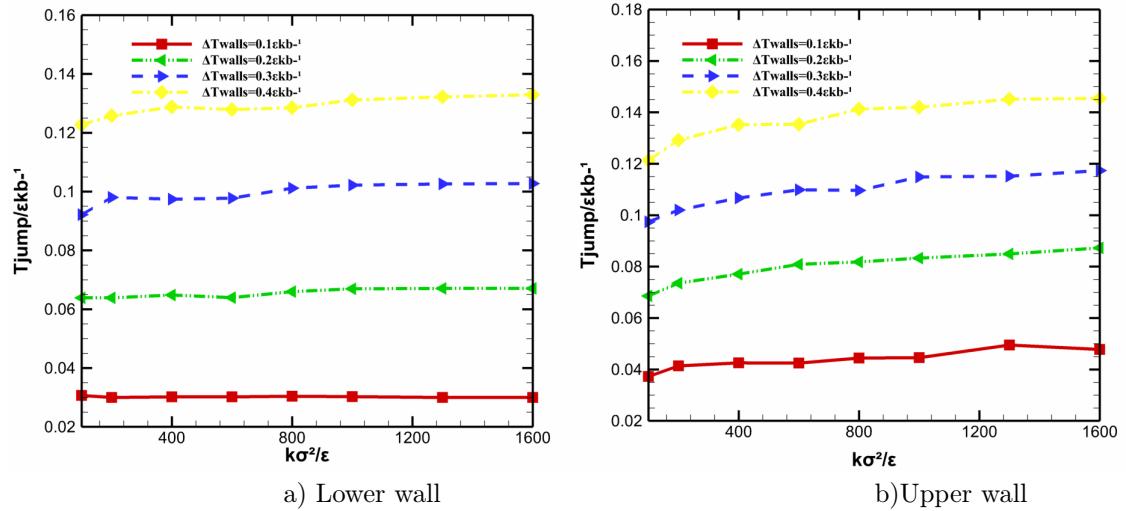 0.16
0.14
0.12
0.1
0.08
0.06
0.04
0.02
Tjump/εkb-¹
ΔTwalls=0.1εkb-¹
ΔTwalls=0.2εkb-¹
ΔTwalls=0.3εkb-¹
ΔTwalls=0.4εkb-¹
400 800 1200 1600
kσ²/ε
a) Lower wall
0.18
0.16
0.14
0.12
0.1
0.08
0.06
0.04
0.02
Tjump/εkb-¹
ΔTwalls=0.1εkb-¹
ΔTwalls=0.2εkb-¹
ΔTwalls=0.3εkb-¹
ΔTwalls=0.4εkb-¹
400 800 1200 1600
kσ²/ε
b)Upper wall